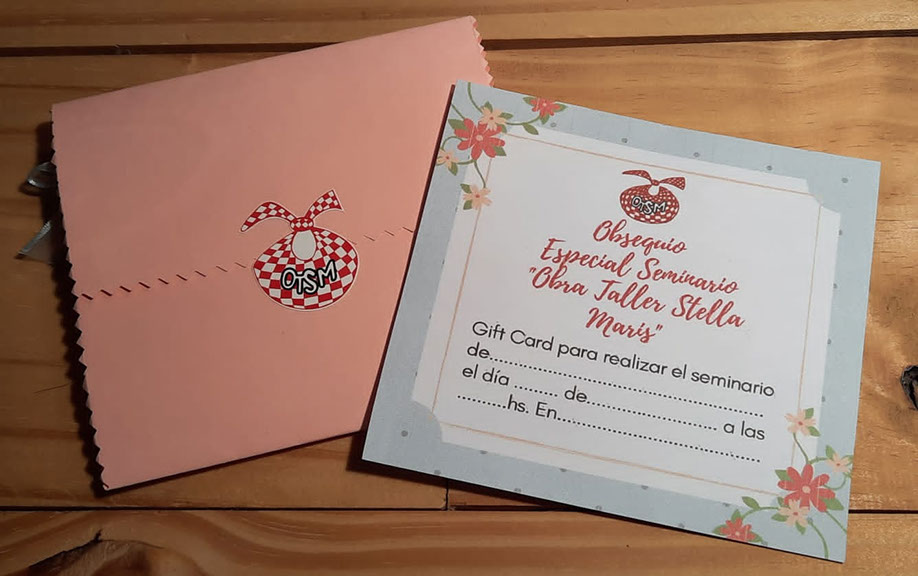 OTSM
OTSM
Obsequio
Especial Seminario
"Obra Taller Stella
Maris"
Gift Card para realizar el seminario
de..............................................................
el día ......... de.............................. a las
..........hs. En..............................................